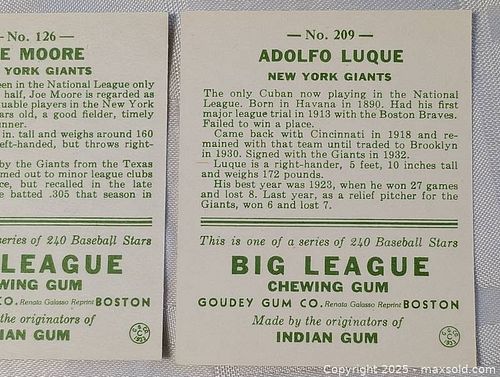 — No. 126 —
E MOORE
YORK GIANTS
een in the National League only
half, Joe Moore is regarded as
uable players in the New York
ars old, a good fielder, timely
unner.
in. tall and weighs around 160
eft-handed, but throws right-
by the Giants from the Texas
med out to minor league clubs
ce, but recalled in the late
e batted .305 that season in
series of 240 Baseball Stars
LEAGUE
WING GUM
CO. Renata Galasso Reprint BOSTON
the originators of
IAN GUM
— No. 209 —
ADOLFO LUQUE
NEW YORK GIANTS
The only Cuban now playing in the National
League. Born in Havana in 1890. Had his first
major league trial in 1913 with the Boston Braves.
Failed to win a place.
Came back with Cincinnati in 1918 and re-
mained with that team until traded to Brooklyn
in 1930. Signed with the Giants in 1932.
Luque is a right-hander, 5 feet, 10 inches tall
and weighs 172 pounds.
His best year was 1923, when he won 27 games
and lost 8. Last year, as a relief pitcher for the
Giants, won 6 and lost 7.
This is one of a series of 240 Baseball Stars
BIG LEAGUE
CHEWING GUM
GOUDEY GUM CO. Renata Galasso Reprint BOSTON
Made by the originators of
INDIAN GUM
Copyright 2025 - maxsold.com